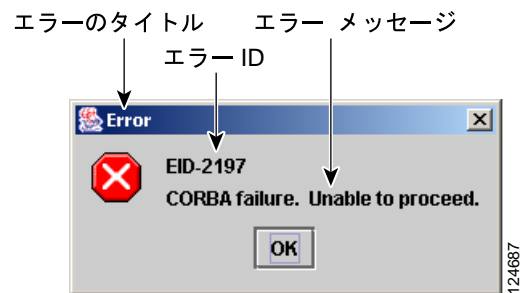 エラーのタイトル エラー メッセージ
エラー ID
Error
EID-2197
CORBA failure. Unable to proceed.
OK
124687